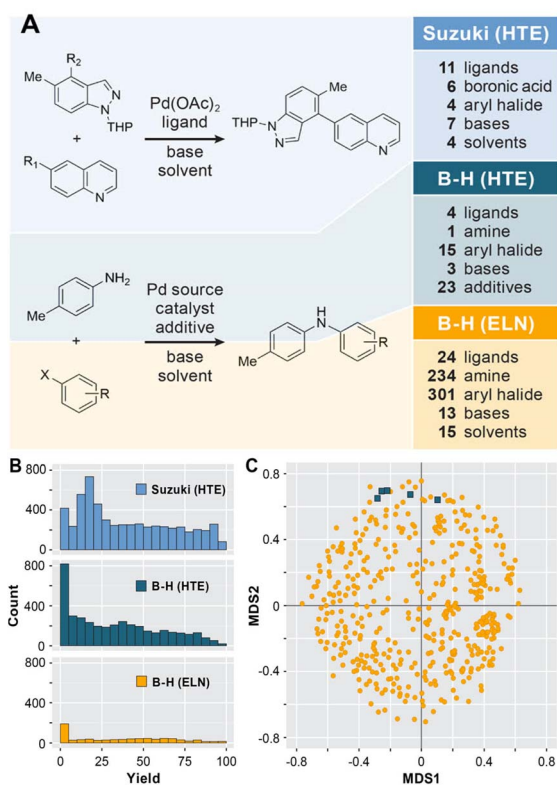 A
Suzuki (HTE)
11 ligands
6 boronic acid
4 aryl halide
7 bases
4 solvents
Me
R2
N
N
THP
+
R1
N
Pd(OAc)2
ligand
base
solvent
Me
THP
N
N
N
B-H (HTE)
4 ligands
1 amine
15 aryl halide
3 bases
23 additives
NH2
Me
+
X
R
Pd source
catalyst
additive
base
solvent
H
N
Me
R
B-H (ELN)
24 ligands
234 amine
301 aryl halide
13 bases
15 solvents
B
800
400
0
Suzuki (HTE)
800
400
0
B-H (HTE)
800
400
0
B-H (ELN)
Count
0 25 50 75 100
Yield
C
0.8
0.4
0
-0.4
-0.8
MDS2
-0.4 0 0.4 0.8
MDS1